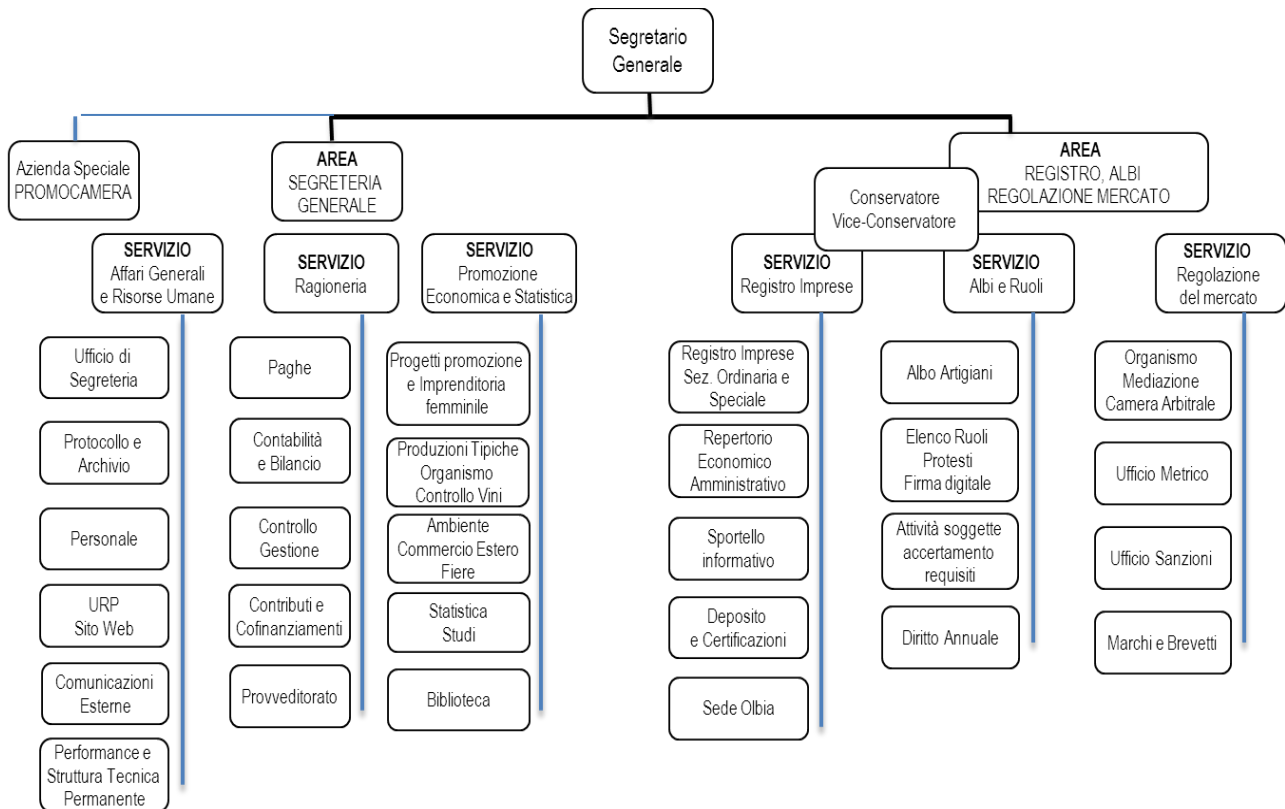 Segretario
Generale
Azienda Speciale
PROMOCAMERA
AREA
SEGRETERIA
GENERALE
AREA
REGISTRO, ALBI
REGOLAZIONE MERCATO
Conservatore
Vice-Conservatore
SERVIZIO
Affari Generali
e Risorse Umane
SERVIZIO
Ragioneria
SERVIZIO
Promozione
Economica e Statistica
SERVIZIO
Registro Imprese
SERVIZIO
Albi e Ruoli
SERVIZIO
Regolazione
del mercato
Ufficio di
Segreteria
Protocollo e
Archivio
Personale
URP
Sito Web
Comunicazioni
Esterne
Performance e
Struttura Tecnica
Permanente
Paghe
Contabilità
e Bilancio
Controllo
Gestione
Contributi e
Cofinanziamenti
Provveditorato
Progetti promozione
e Imprenditoria
femminile
Produzioni Tipiche
Organismo
Controllo Vini
Ambiente
Commercio Estero
Fiere
Statistica
Studi
Biblioteca
Registro Imprese
Sez. Ordinaria e
Speciale
Repertorio
Economico
Amministrativo
Sportello
informativo
Deposito
e Certificazioni
Sede Olbia
Albo Artigiani
Elenco Ruoli
Protesti
Firma digitale
Attività soggette
accertamento
requisiti
Diritto Annuale
Organismo
Mediazione
Camera Arbitrale
Ufficio Metrico
Ufficio Sanzioni
Marchi e Brevetti